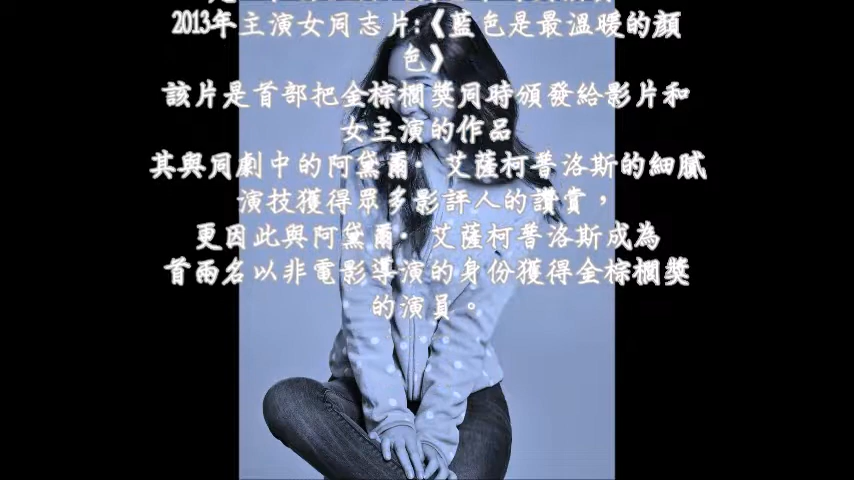 2013年主演女同志片:《藍色是最溫暖的顏
色》
該片是首部把金棕櫚獎同時頒發給影片和
女主演的作品
其與同劇中的阿黛爾·艾薩柯普洛斯的細膩
演技獲得眾多影評人的讚賞，
更因此與阿黛爾·艾薩柯普洛斯成為
首兩名以非電影導演的身份獲得金棕櫚獎
的演員。